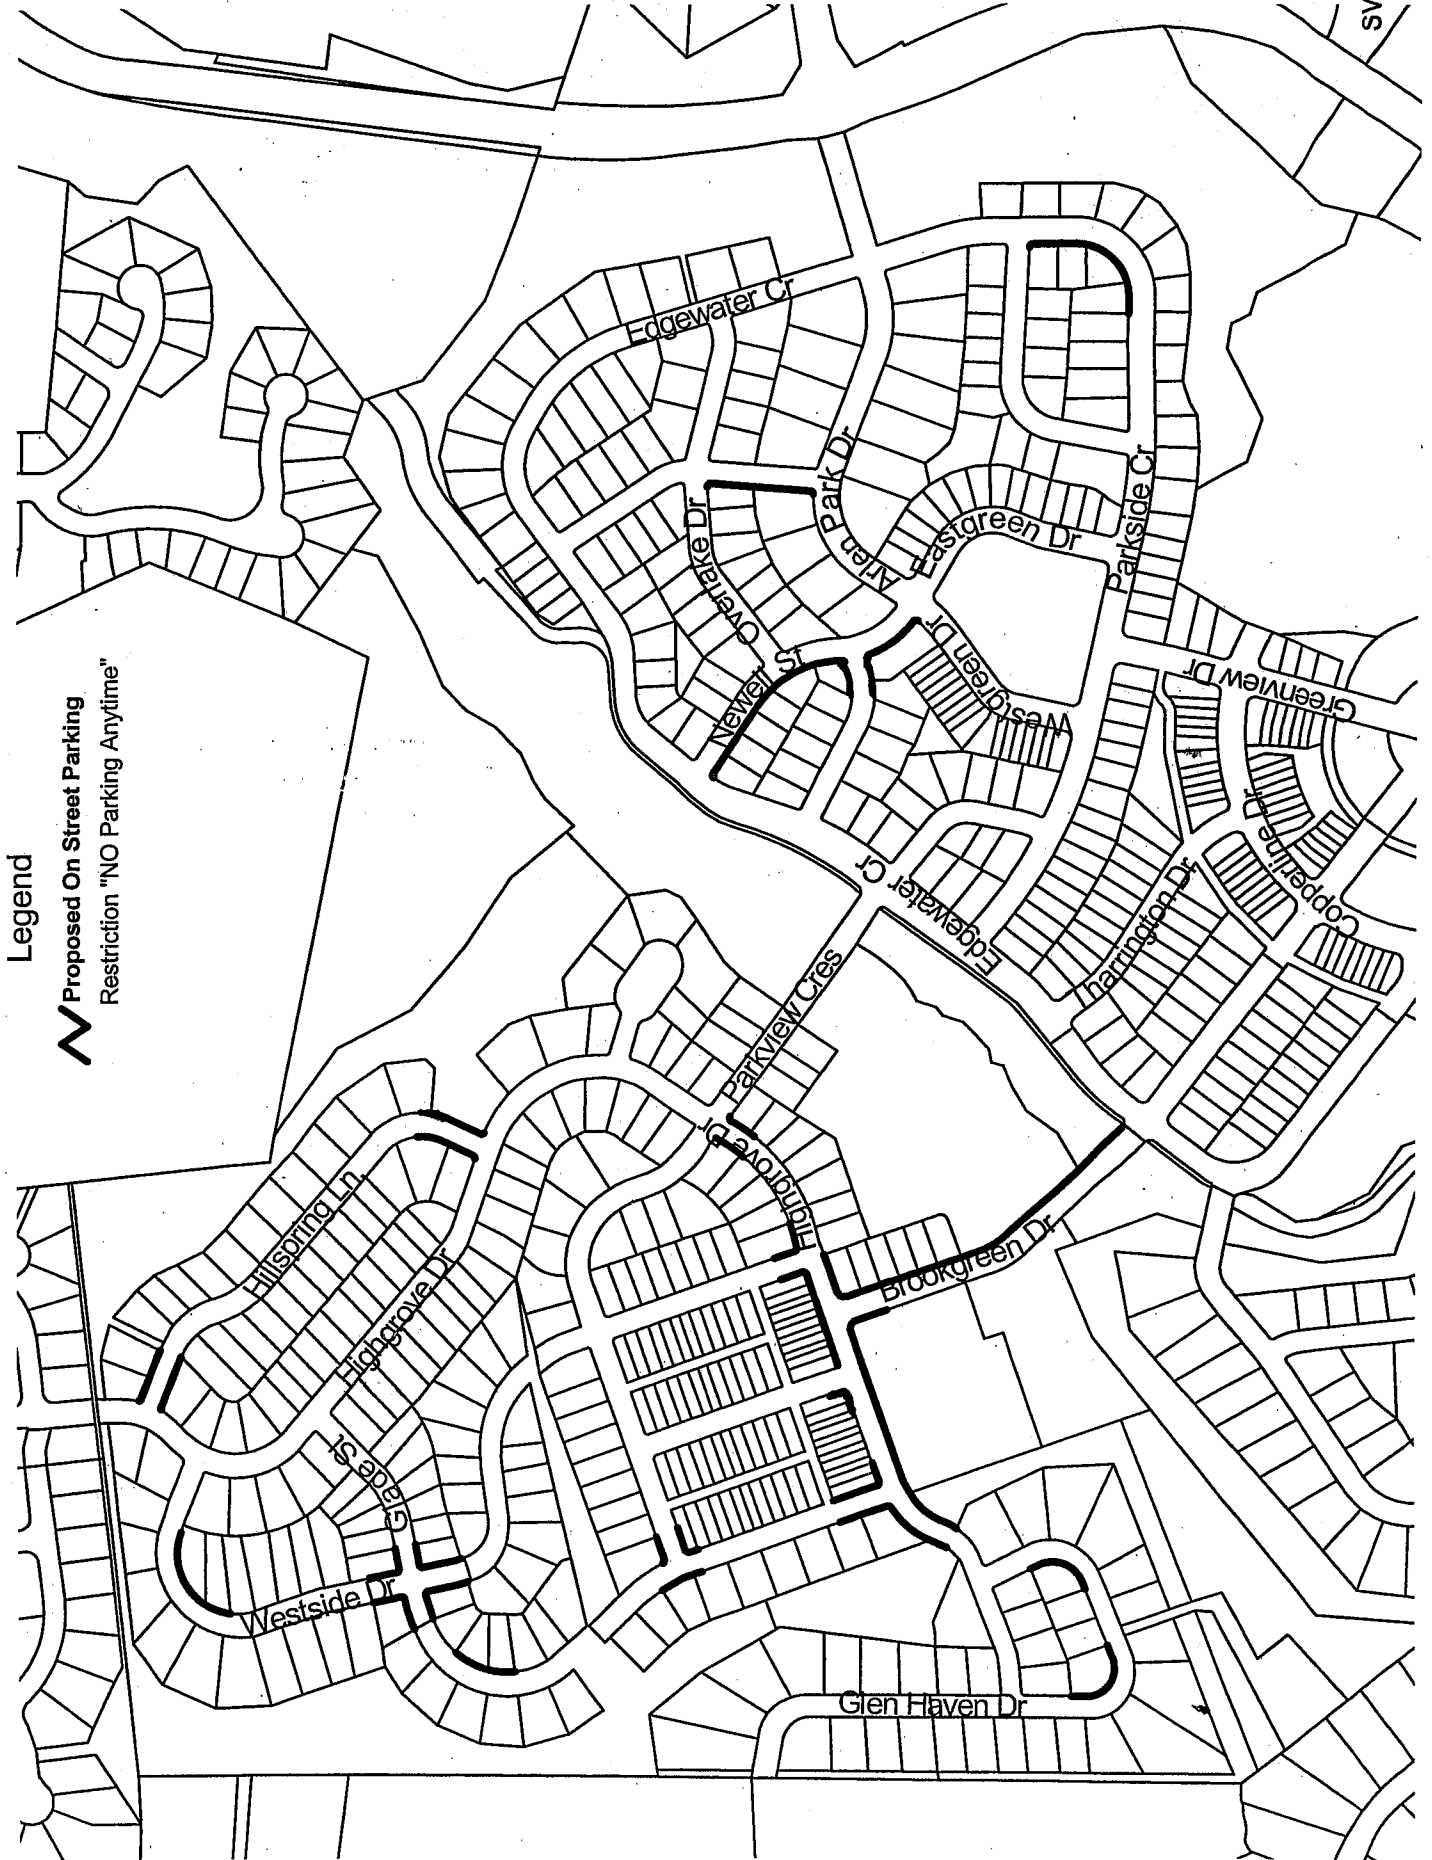 Legend
Proposed On Street Parking
Restriction "NO Parking Anytime"
Edgewater Cr
Arlen Park Dr
Overlake Dr
Eastgreen Dr
Parkside Cr
Newell St
Westgreen Dr
Greenview Dr
Edgewater Cr
Copperline Dr
Tharrington Dr
Parkview Cres
Highgrove Dr
Hillspring Ln
Highgrove Dr
Brookgreen Dr
Glade St
Westside Dr
Glen Haven Dr